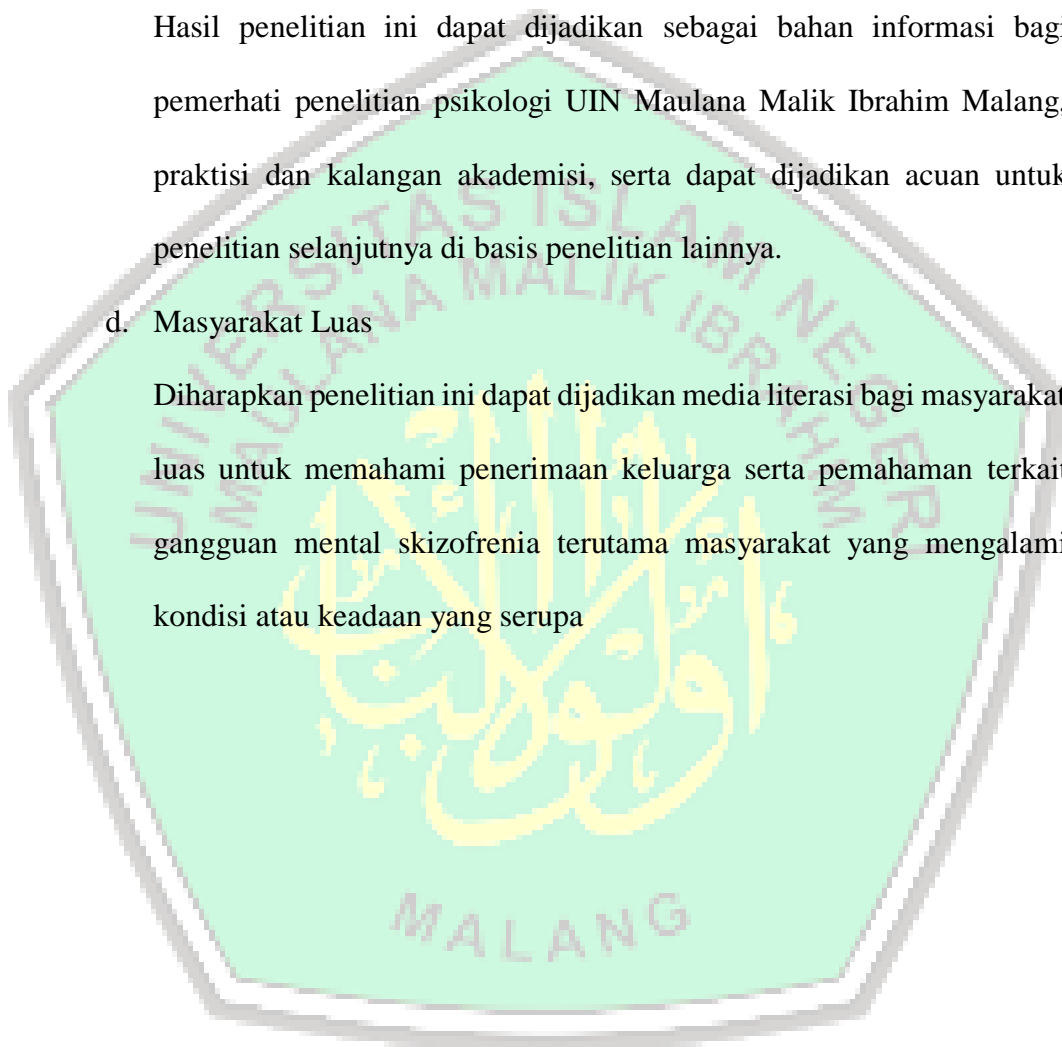 Hasil penelitian ini dapat dijadikan sebagai bahan informasi bagi
pemerhati penelitian psikologi UIN Maulana Malik Ibrahim Malang,
praktisi dan kalangan akademisi, serta dapat dijadikan acuan untuk
penelitian selanjutnya di basis penelitian lainnya.
d. Masyarakat Luas
Diharapkan penelitian ini dapat dijadikan media literasi bagi masyarakat
luas untuk memahami penerimaan keluarga serta pemahaman terkait
gangguan mental skizofrenia terutama masyarakat yang mengalami
kondisi atau keadaan yang serupa
UNIVERSITAS ISLAM NEGERI
MAULANA MALIK IBRAHIM
MALANG